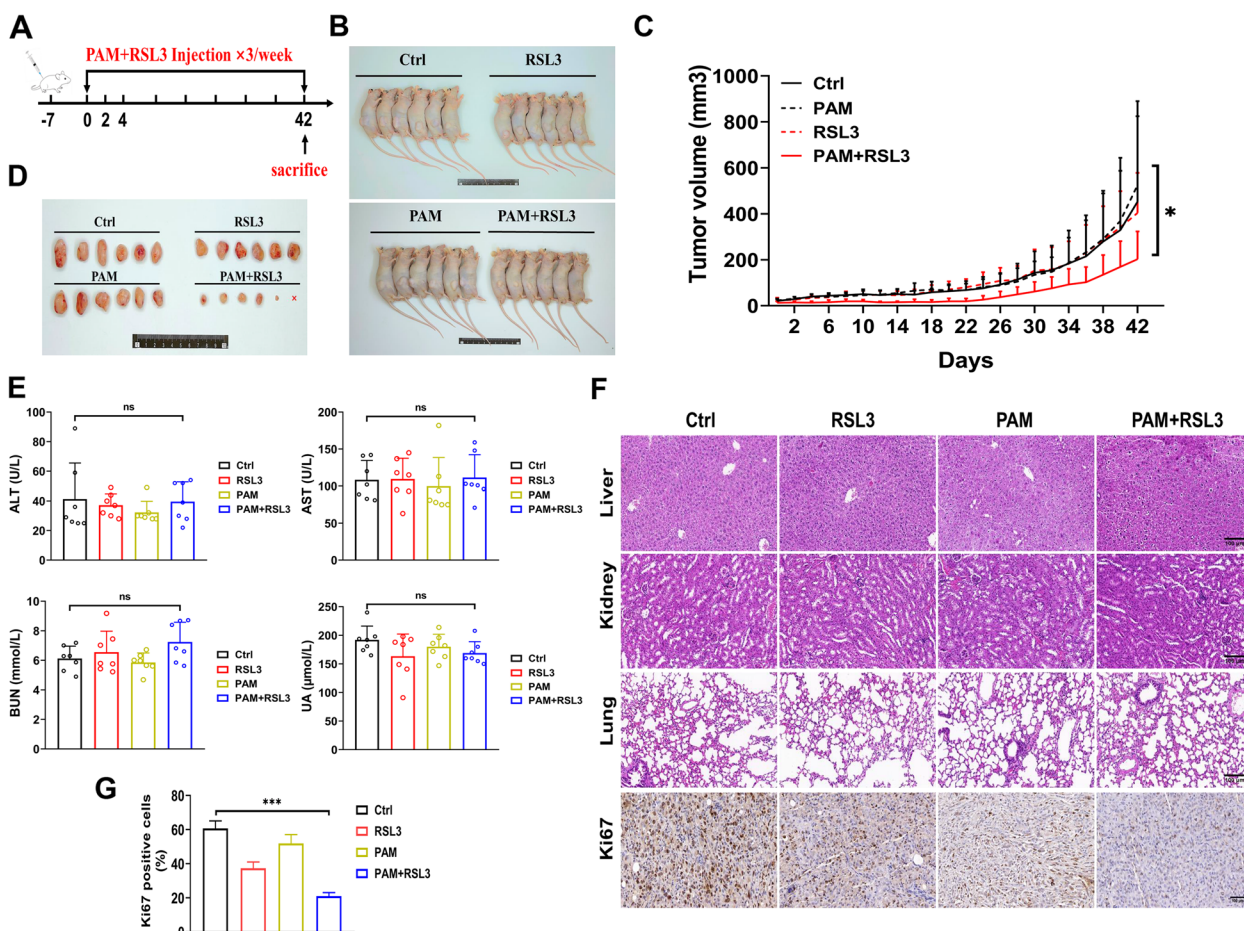 A
PAM+RSL3 Injection ×3/week
-7 0 2 4 42
sacrifice
B
Ctrl RSL3
PAM PAM+RSL3
C
Tumor volume (mm3)
1000
800
600
400
200
0
2 6 10 14 18 22 26 30 34 38 42
Days
Ctrl
PAM
RSL3
PAM+RSL3
*
D
Ctrl RSL3
PAM PAM+RSL3
×
E
ALT (U/L)
100
80
60
40
20
0
ns
Ctrl
RSL3
PAM
PAM+RSL3
AST (U/L)
200
150
100
50
0
ns
Ctrl
RSL3
PAM
PAM+RSL3
BUN (mmol/L)
10
8
6
4
2
0
ns
Ctrl
RSL3
PAM
PAM+RSL3
UA (μmol/L)
250
200
150
100
50
0
ns
Ctrl
RSL3
PAM
PAM+RSL3
F
Ctrl RSL3 PAM PAM+RSL3
Liver
100 μm
Kidney
100 μm
Lung
100 μm
Ki67
G
Ki67 positive cells
(%)
80
60
40
20
0
***
Ctrl
RSL3
PAM
PAM+RSL3